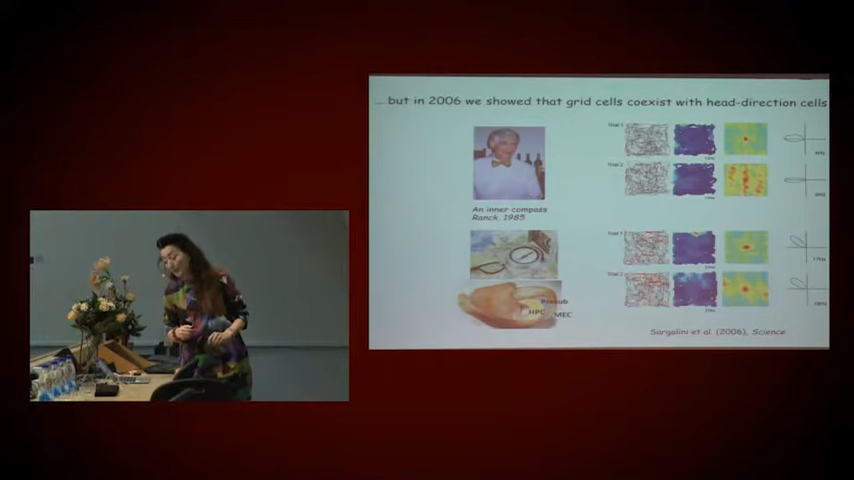 ... but in 2006 we showed that grid cells coexist with head-direction cells
An inner compass
Ranck, 1985
Presub
HPC
MEC
Trial 1
Trial 2
Trial 1
Trial 2
Sargolini et al. (2006), Science